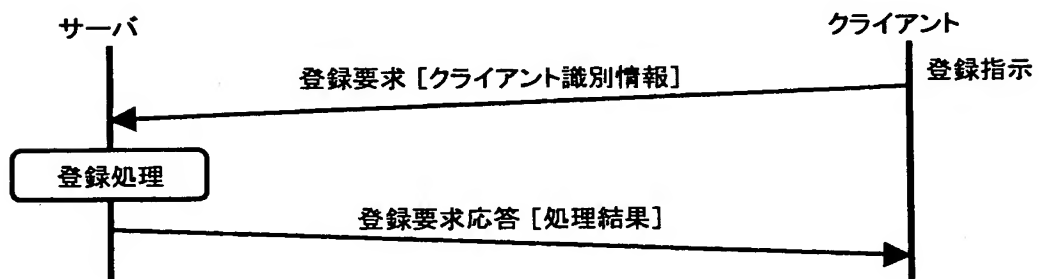 サーバ
クライアント
登録指示
登録要求［クライアント識別情報］
登録処理
登録要求応答［処理結果］